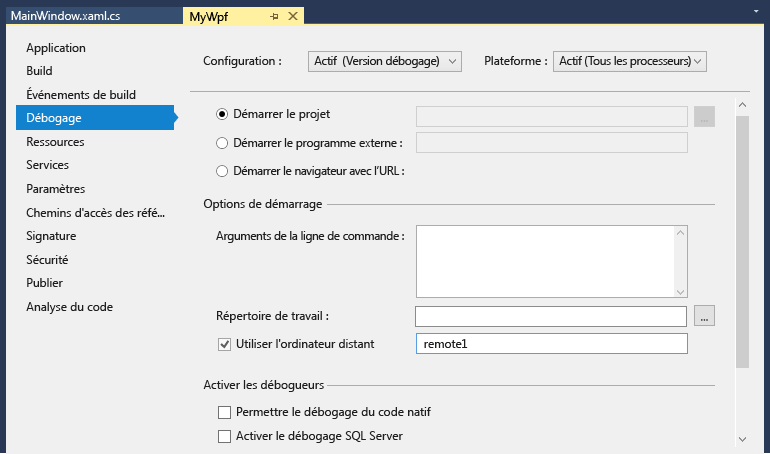 MainWindow.xaml.cs
MyWpf
Application
Build
Événements de build
Débogage
Ressources
Services
Paramètres
Chemins d'accès des réfé...
Signature
Sécurité
Publier
Analyse du code
Configuration : Actif (Version débogage) Plateforme : Actif (Tous les processeurs)
Démarrer le projet
...
Démarrer le programme externe :
Démarrer le navigateur avec l'URL :
Options de démarrage
Arguments de la ligne de commande :
Répertoire de travail :
...
Utiliser l'ordinateur distant remote1
Activer les débogueurs
Permettre le débogage du code natif
Activer le débogage SQL Server